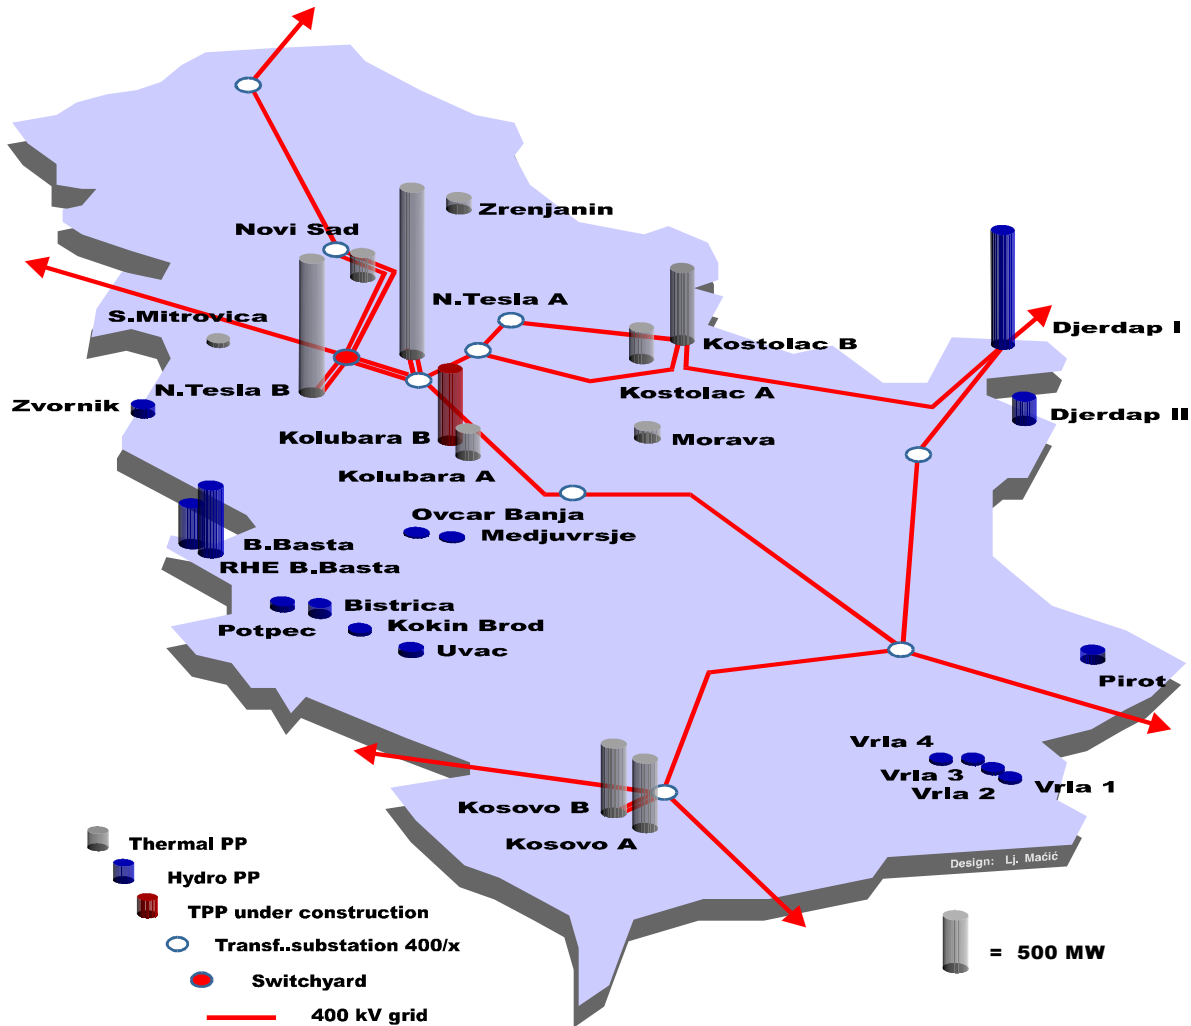 Zrenjanin
Novi Sad
N.Tesla A
S.Mitrovica
Djerdap I
Kostolac B
N.Tesla B
Kostolac A
Zvornik
Djerdap II
Kolubara B
Morava
Kolubara A
Ovcar Banja
Medjuvrsje
B.Basta
RHE B.Basta
Bistrica
Potpec
Kokin Brod
Uvac
Pirot
Vrla 4
Vrla 3
Vrla 2
Vrla 1
Kosovo B
Kosovo A
Thermal PP
Hydro PP
TPP under construction
Transf..substation 400/x
Switchyard
400 kV grid
Design: Lj. Maćić
= 500 MW